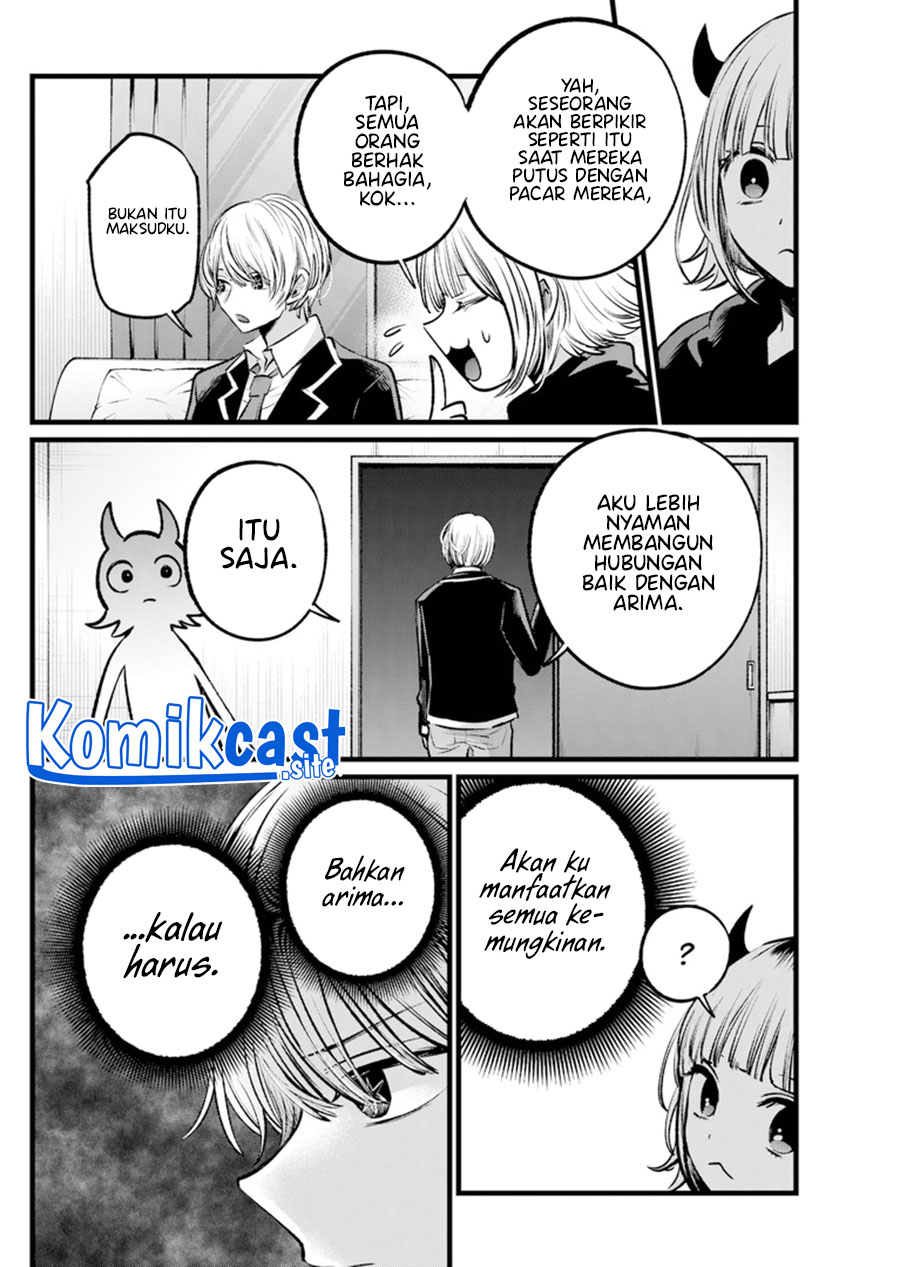 YAH,
SESEORANG
AKAN BERPIKIR
SEPERTI ITU
SAAT MEREKA
PUTUS DENGAN
PACAR MEREKA,
TAPI,
SEMUA
ORANG
BERHAK
BAHAGIA,
KOK...
BUKAN ITU
MAKSUDKU.
AKU LEBIH
NYAMAN
MEMBANGUN
HUBUNGAN
BAIK DENGAN
ARIMA.
ITU
SAJA.
Komikcast
.site
Akan ku
manfaatkan
semua ke-
mungkinan.
?
Bahkan
arima...
...kalau
harus.